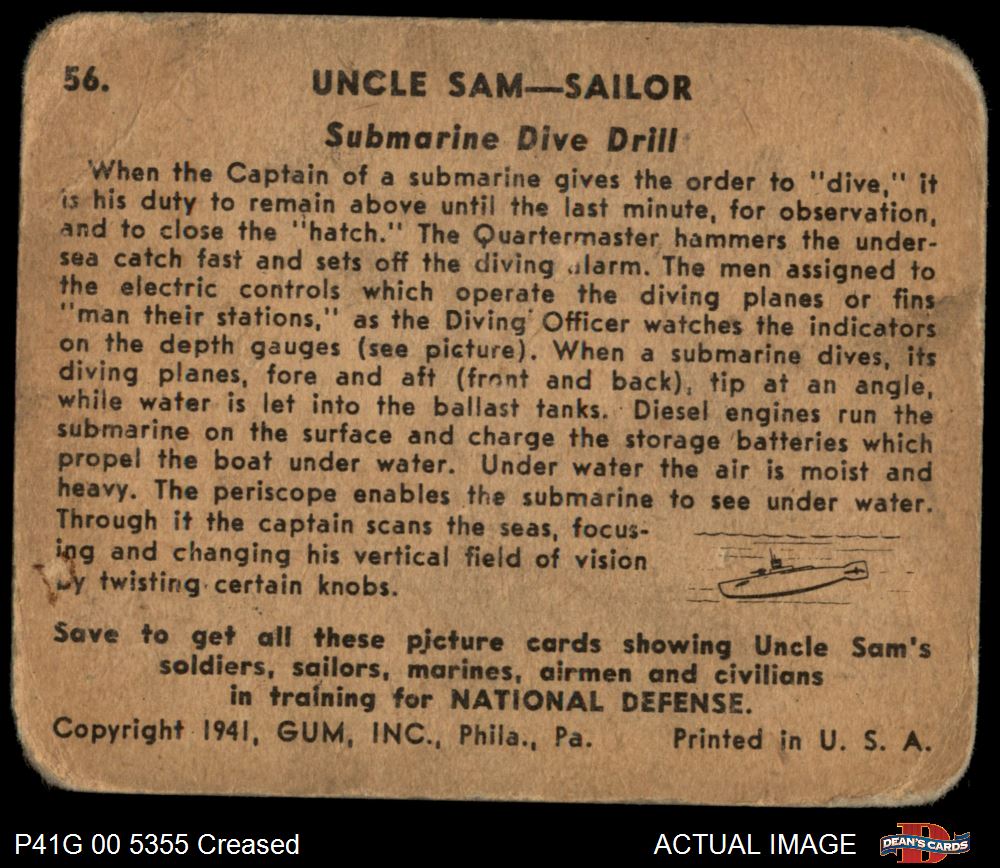 56.
UNCLE SAM—SAILOR
Submarine Dive Drill
When the Captain of a submarine gives the order to "dive," it
is his duty to remain above until the last minute, for observation,
and to close the "hatch." The Quartermaster hammers the under-
sea catch fast and sets off the diving alarm. The men assigned to
the electric controls which operate the diving planes or fins
"man their stations," as the Diving Officer watches the indicators
on the depth gauges (see picture). When a submarine dives, its
diving planes, fore and aft (front and back), tip at an angle,
while water is let into the ballast tanks. Diesel engines run the
submarine on the surface and charge the storage batteries which
propel the boat under water. Under water the air is moist and
heavy. The periscope enables the submarine to see under water.
Through it the captain scans the seas, focus-
ing and changing his vertical field of vision
by twisting certain knobs.
Save to get all these picture cards showing Uncle Sam's
soldiers, sailors, marines, airmen and civilians
in training for NATIONAL DEFENSE.
Copyright 1941, GUM, INC., Phila., Pa. Printed in U. S. A.
P41G 00 5355 Creased
ACTUAL IMAGE
DEAN'S CARDS